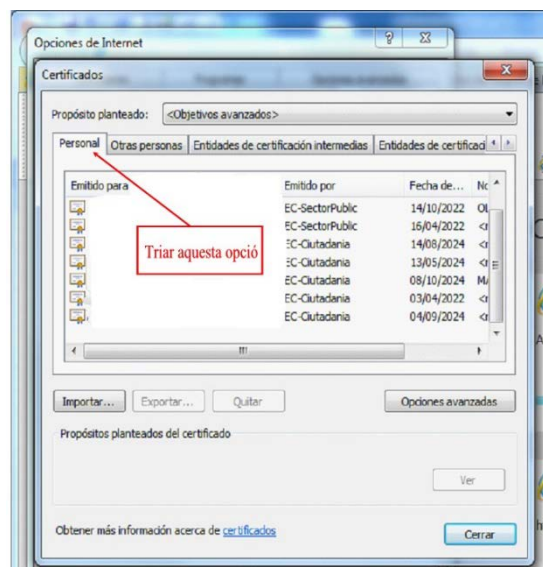 Opciones de Internet
Certificados
Propósito planteado: <Objetivos avanzados>
Personal Otras personas Entidades de certificación intermedias Entidades de certificaci
Emitido para Emitido por Fecha de... Nc
EC-SectorPublic 14/10/2022 OL
EC-SectorPublic 16/04/2022 <r
EC-Ciutadania 14/08/2024 <r
EC-Ciutadania 13/05/2024 <r
EC-Ciutadania 08/10/2024 M/
EC-Ciutadania 03/04/2022 <r
EC-Ciutadania 04/09/2024 <r
Triar aquesta opció
Importar... Exportar... Quitar Opciones avanzadas
Propósitos planteados del certificado
Ver
Obtener más información acerca de certificados
Cerrar